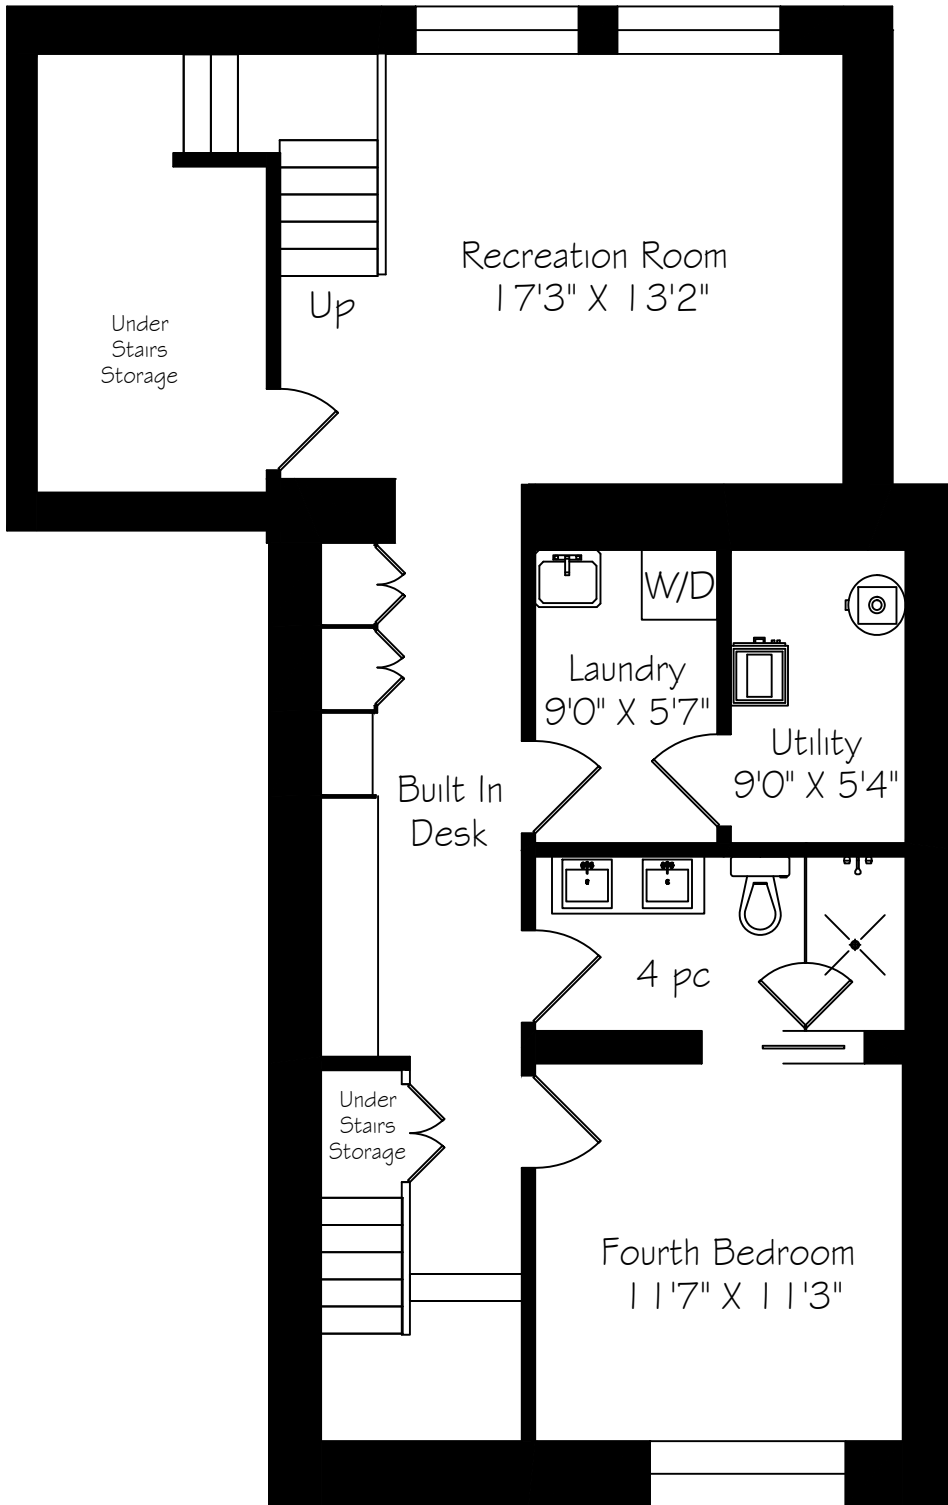 Recreation Room
17'3" X 13'2"
Up
Under
Stairs
Storage
W/D
Laundry
9'0" X 5'7"
Utility
9'0" X 5'4"
Built In
Desk
4 pc
Under
Stairs
Storage
Fourth Bedroom
11'7" X 11'3"